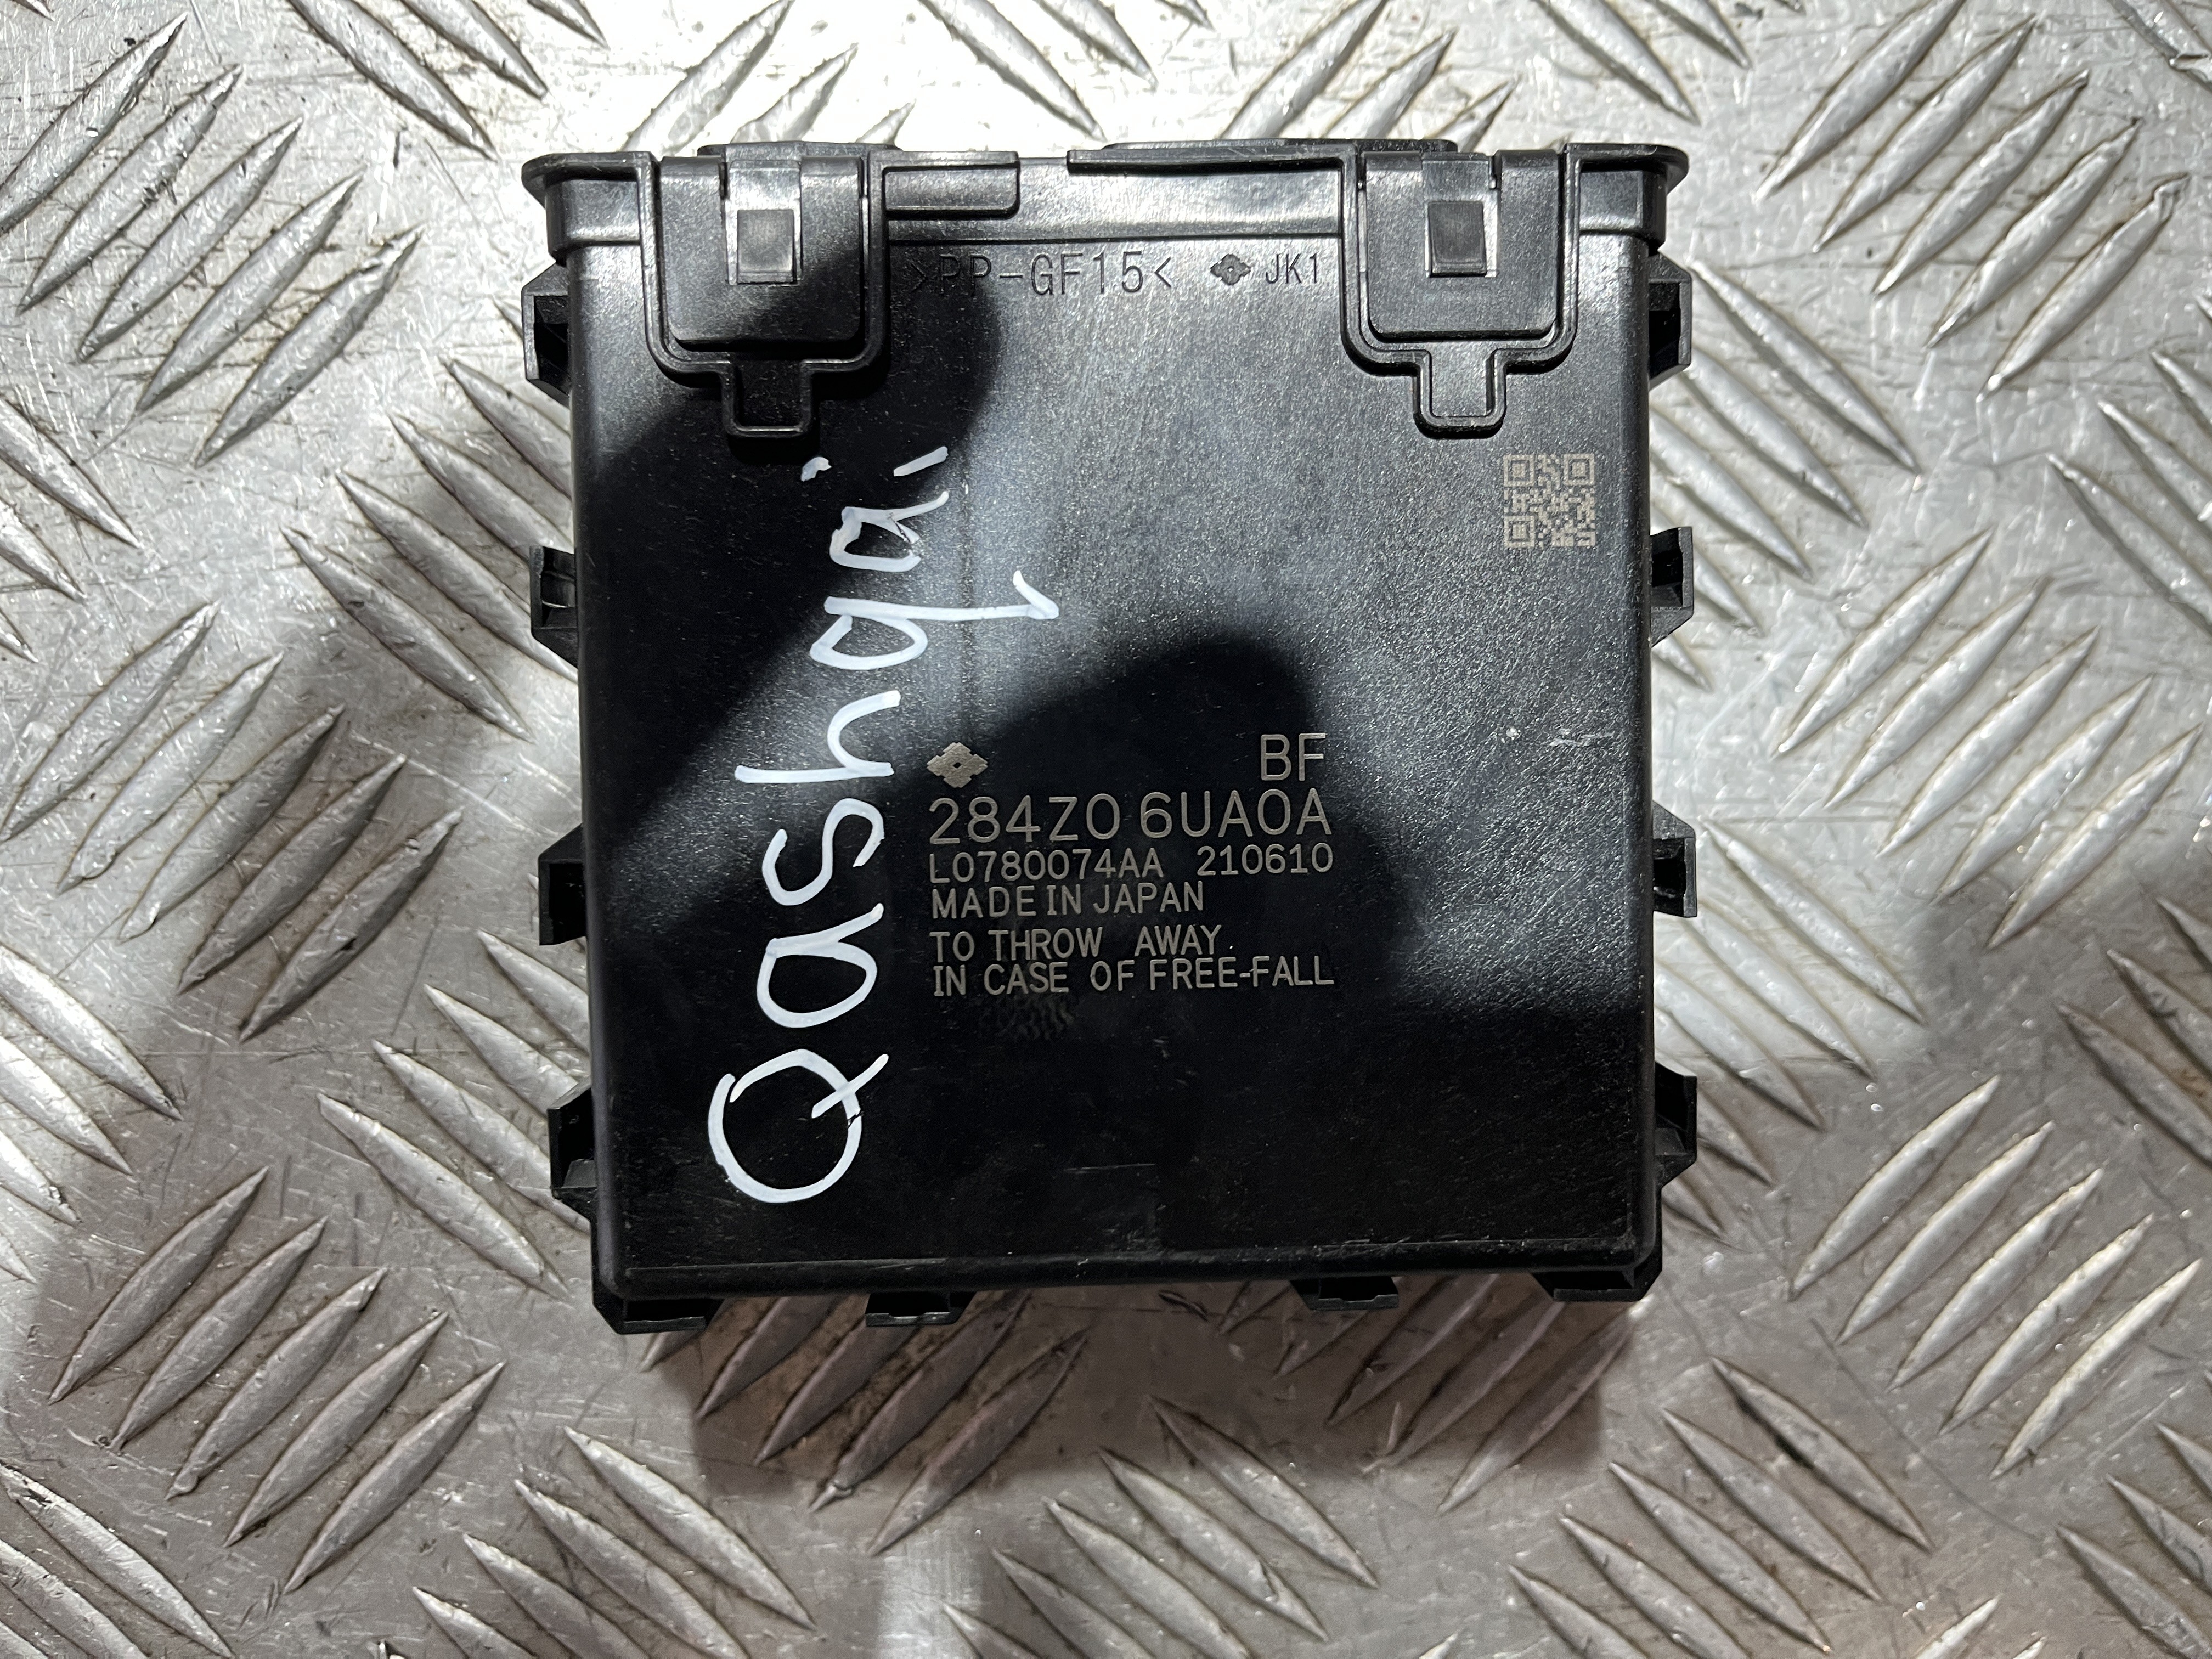 >PP-GF15< JK1
Qashqai
BF
284Z0 6UA0A
L0780074AA 210610
MADE IN JAPAN
TO THROW AWAY
IN CASE OF FREE-FALL